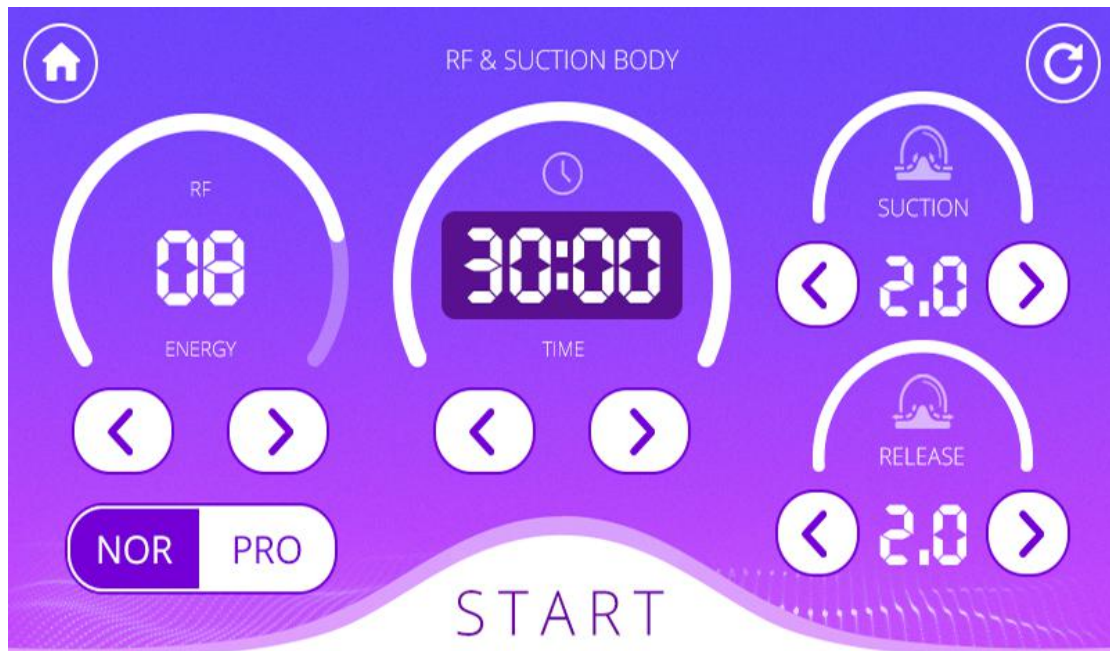 RF & SUCTION BODY
RF
08
ENERGY
NOR PRO
30:00
TIME
SUCTION
2.0
RELEASE
2.0
START